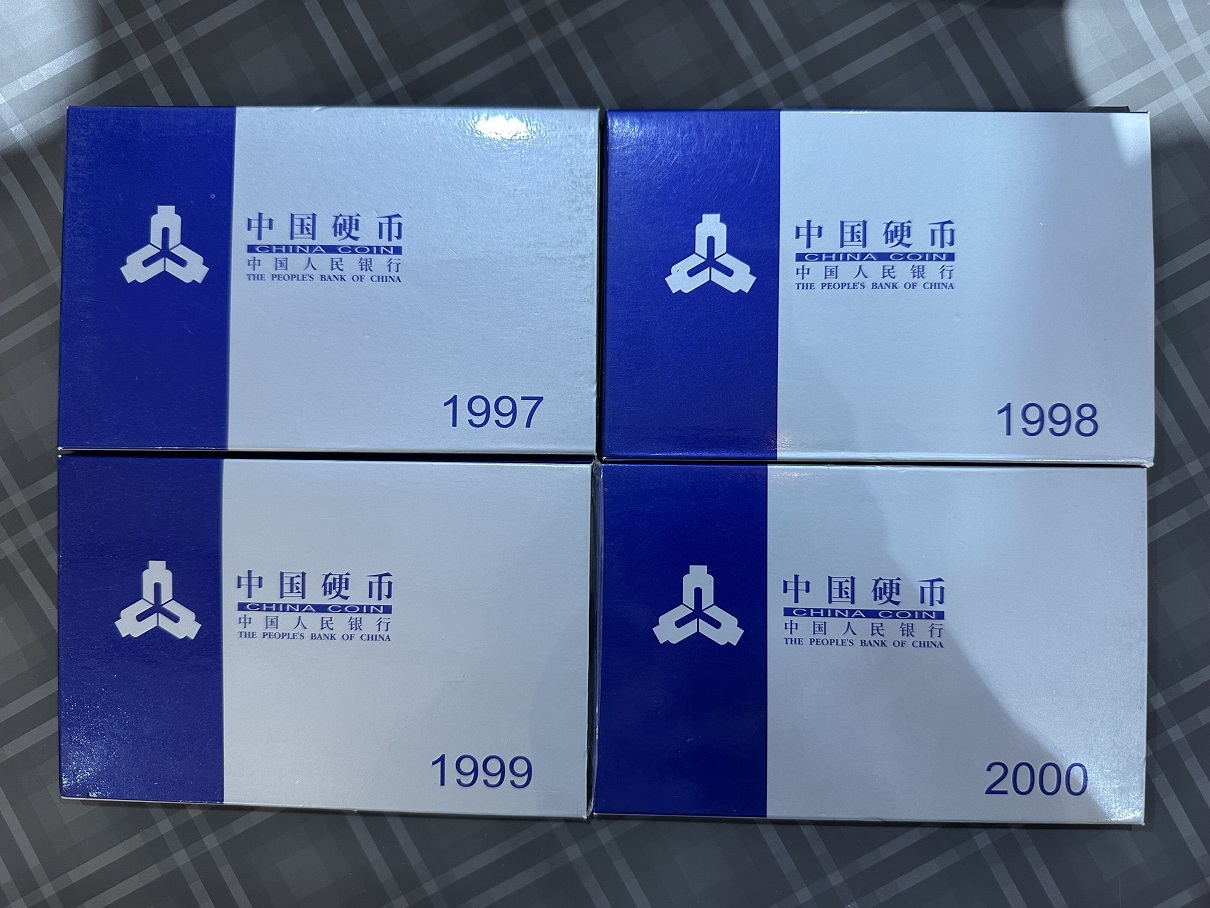 中国硬币
CHINA COIN
中国人民银行
THE PEOPLE'S BANK OF CHINA
1997
中国硬币
CHINA COIN
中国人民银行
THE PEOPLE'S BANK OF CHINA
1998
中国硬币
CHINA COIN
中国人民银行
THE PEOPLE'S BANK OF CHINA
1999
中国硬币
CHINA COIN
中国人民银行
THE PEOPLE'S BANK OF CHINA
2000